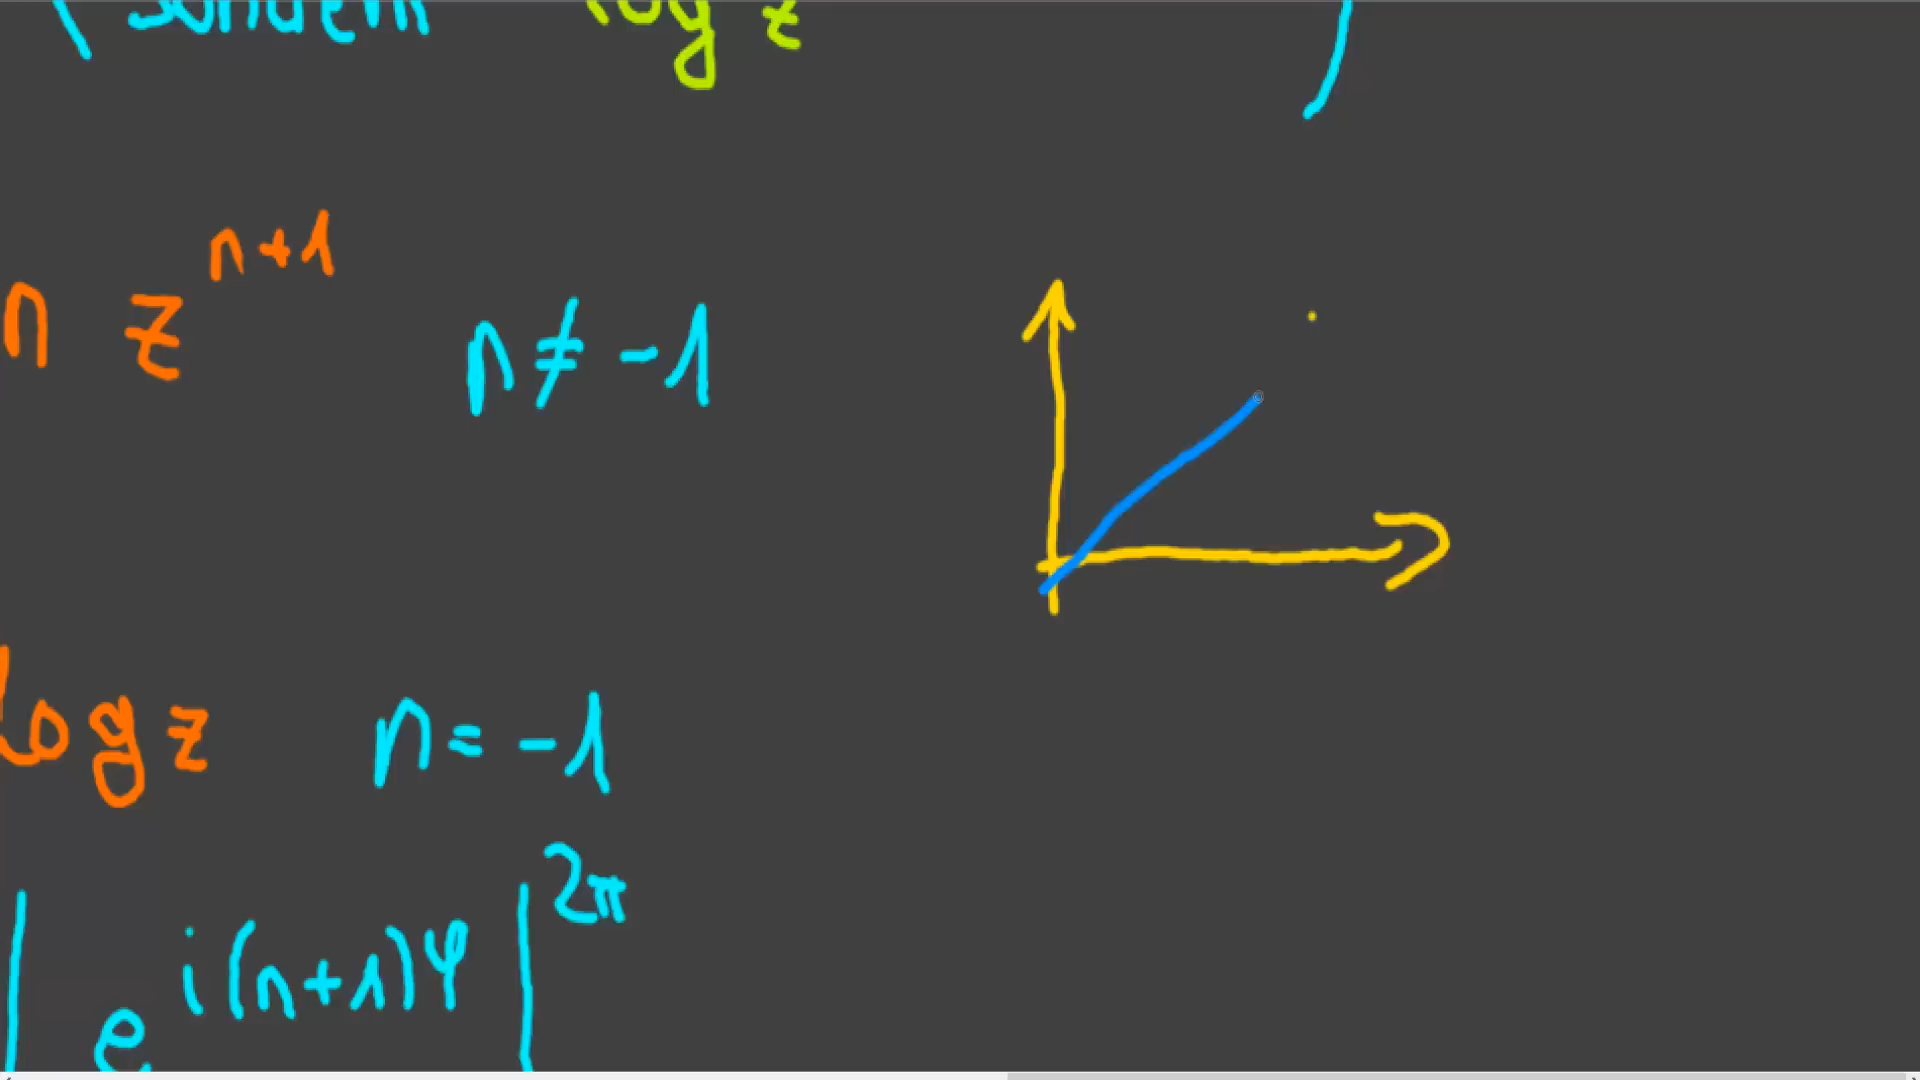 sondern log z )
n z^{n+1} n ≠ -1
log z n = -1
| e^{i(n+1)φ} |^{2π}